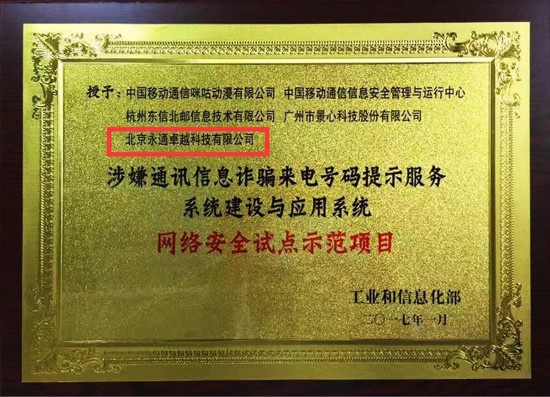 授予：中国移动通信咪咕动漫有限公司 中国移动通信信息安全管理与运行中心
杭州东信北邮信息技术有限公司 广州市景心科技股份有限公司
北京永通卓越科技有限公司
涉嫌通讯信息诈骗来电号码提示服务
系统建设与应用系统
网络安全试点示范项目
工业和信息化部
二〇一七年一月